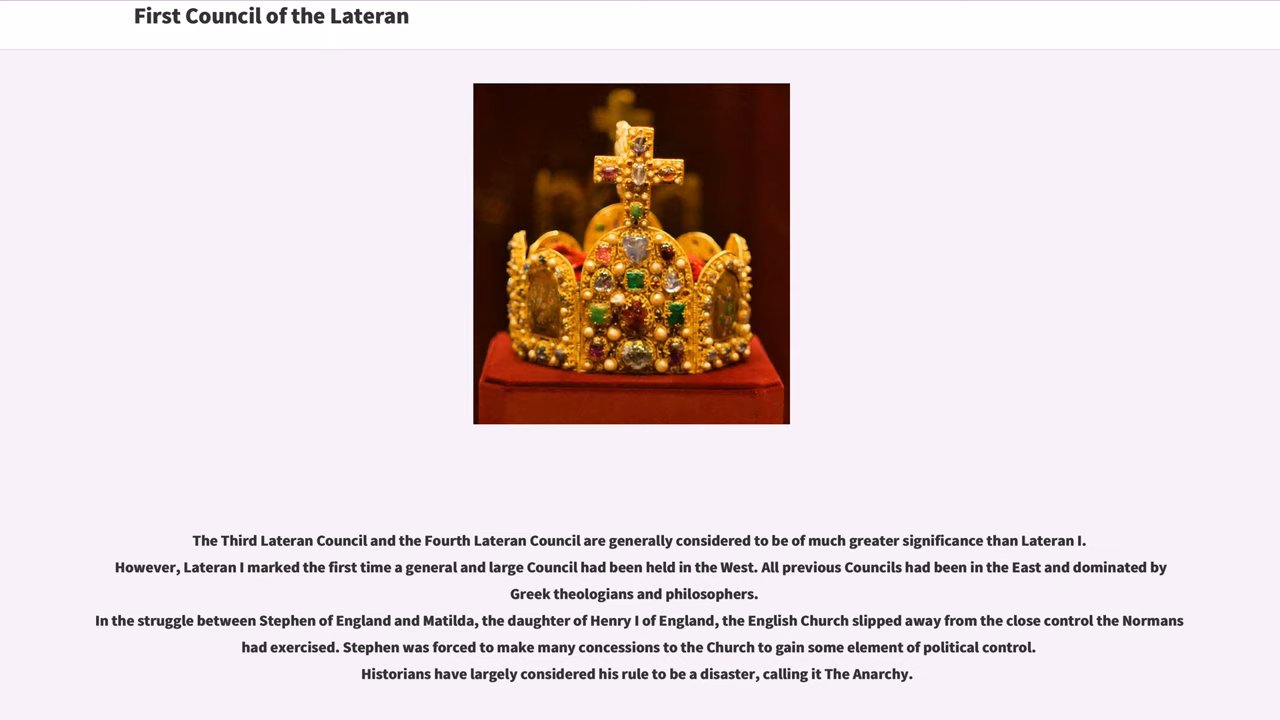 First Council of the Lateran
The Third Lateran Council and the Fourth Lateran Council are generally considered to be of much greater significance than Lateran I.
However, Lateran I marked the first time a general and large Council had been held in the West. All previous Councils had been in the East and dominated by
Greek theologians and philosophers.
In the struggle between Stephen of England and Matilda, the daughter of Henry I of England, the English Church slipped away from the close control the Normans
had exercised. Stephen was forced to make many concessions to the Church to gain some element of political control.
Historians have largely considered his rule to be a disaster, calling it The Anarchy.